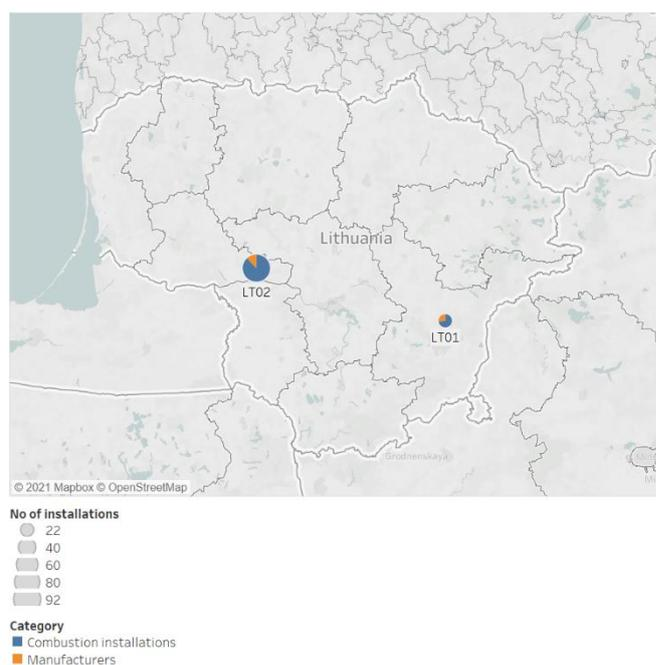 Lithuania
LT02
LT01
Grodnenskaya
© 2021 Mapbox © OpenStreetMap
No of installations
22
40
60
80
92
Category
Combustion installations
Manufacturers